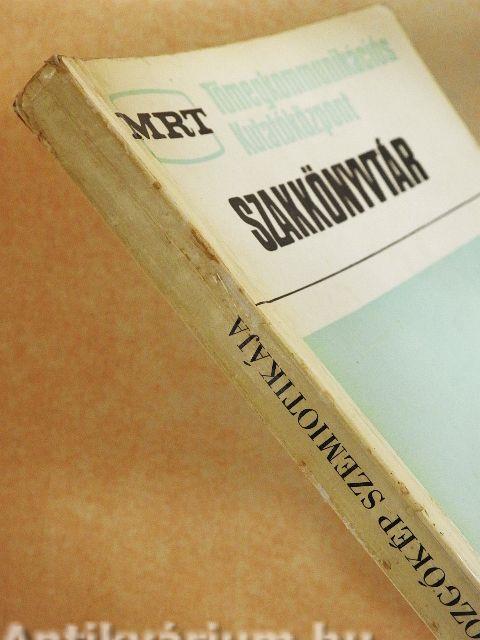 MRT
Tömegkommunikációs
Kutatóközpont
SZAKKÖNYVTÁR
OZGÓKÉP SZEMIOTIKÁJA
Antikvárium.hu